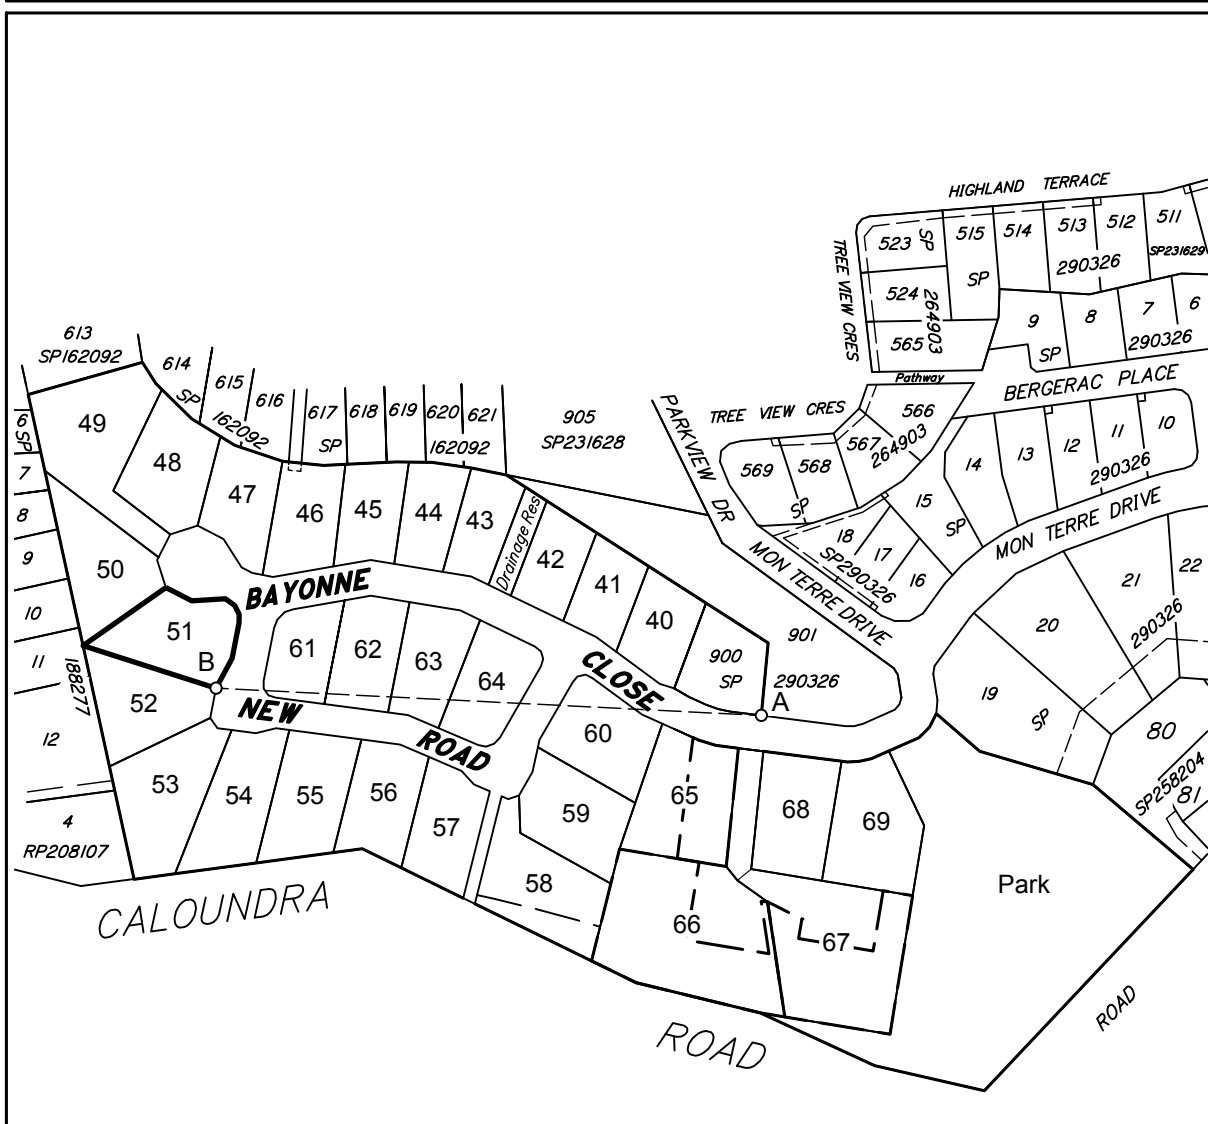 HIGHLAND TERRACE
TREE VIEW CRES
523
SP
264903
524
565
515
514
SP
513
512
290326
511
SP231629
9
8
7
6
SP
290326
Pathway
BERGERAC PLACE
613
SP162092
614
SP
615
162092
616
617
SP
618
619
620
621
162092
905
SP231628
PARKVIEW DR
TREE VIEW CRES
566
567
264903
568
569
SP
14
13
12
11
10
290326
15
SP
18
17
16
SP290326
MON TERRE DRIVE
MON TERRE DRIVE
6
SP
7
8
9
10
11
188277
12
4
RP208107
49
48
47
46
45
44
43
Drainage Res
42
41
40
900
SP
901
290326
A
50
51
B
BAYONNE
CLOSE
61
62
63
64
52
NEW
ROAD
53
54
55
56
57
58
59
60
65
66
67
68
69
19
SP
20
21
22
290326
80
SP258204
81
Park
CALOUNDRA
ROAD
ROAD